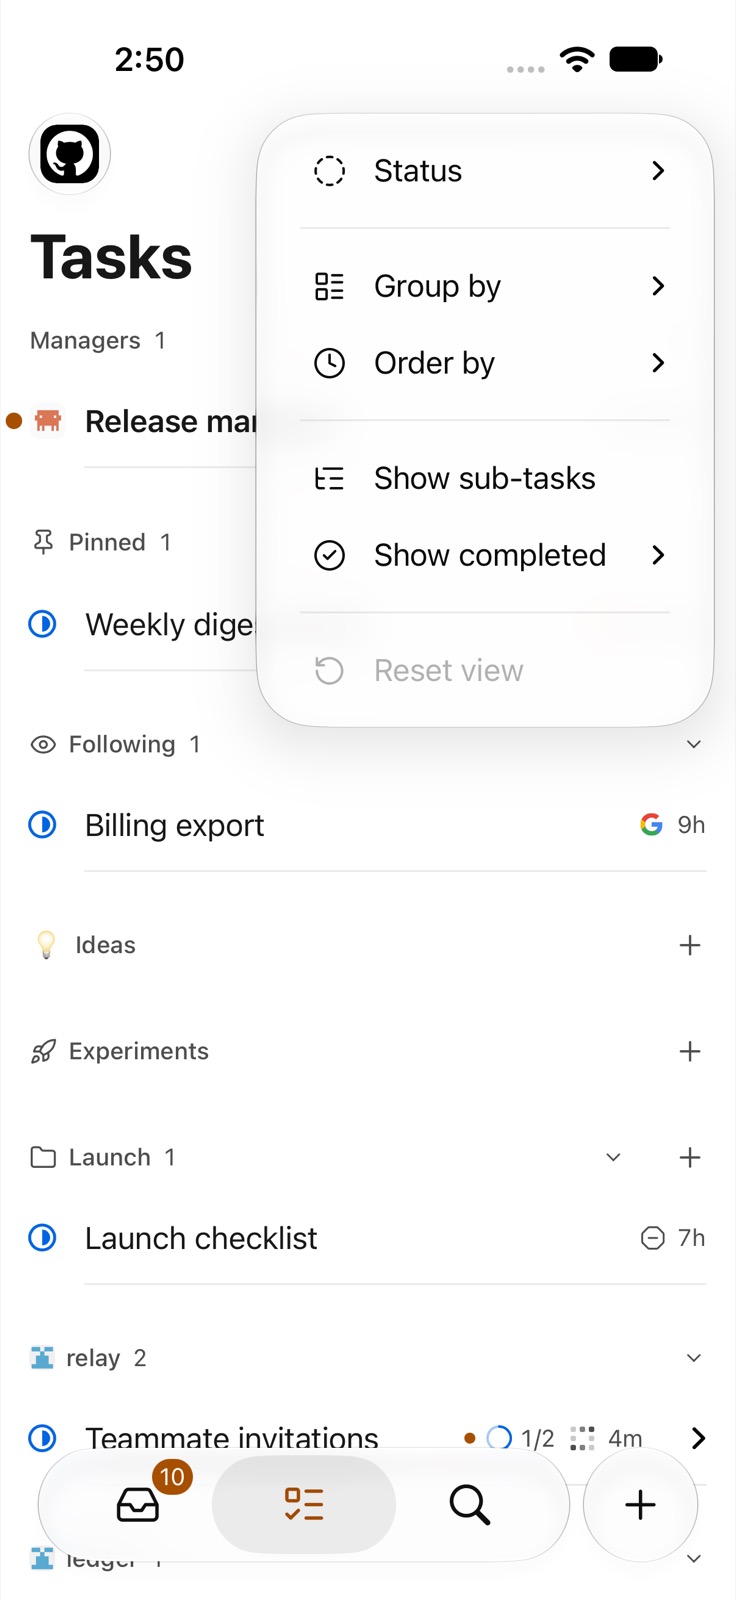 2:50
Status
Tasks
Group by
Managers 1
Order by
Release
Show sub-tasks
Pinned 1
Show completed
Weekly
Reset view
Following 1
Billing export 9h
Ideas
Experiments
Launch 1
Launch checklist 7h
relay 2
Teammate invitations 1/2 4m
10
ledger 1